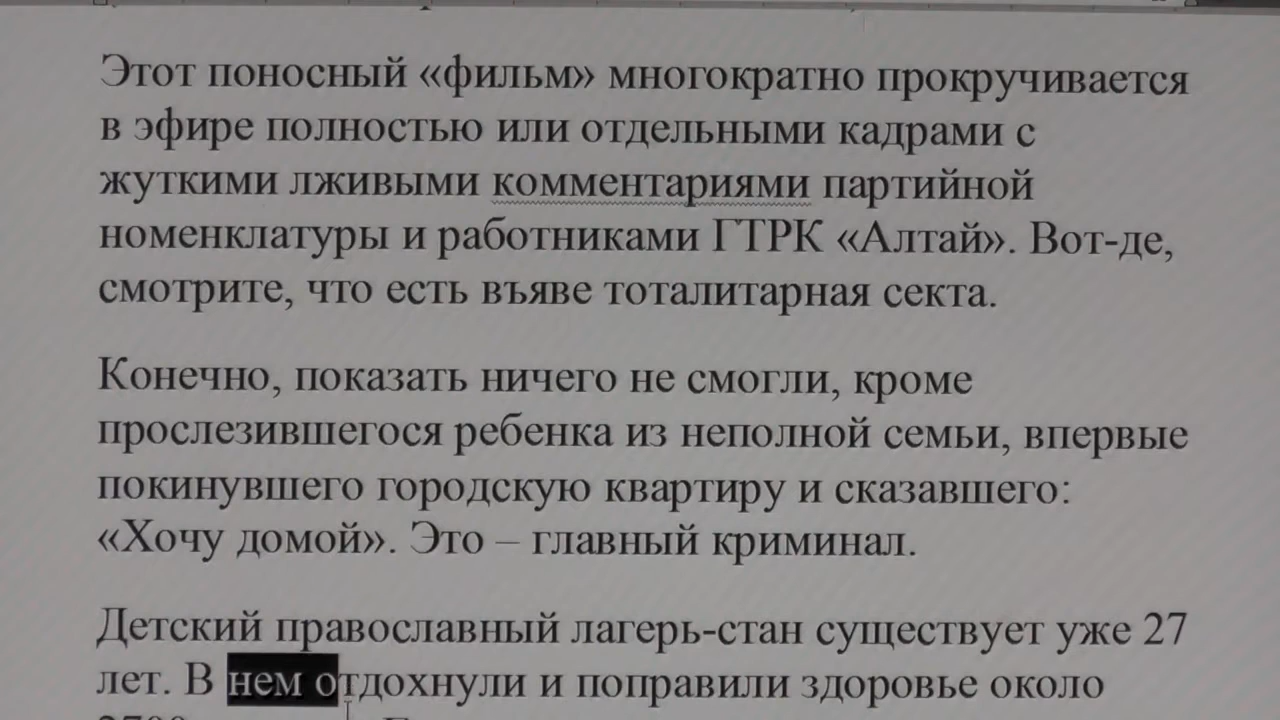 Этот поносный «фильм» многократно прокручивается
в эфире полностью или отдельными кадрами с
жуткими лживыми комментариями партийной
номенклатуры и работниками ГТРК «Алтай». Вот-де,
смотрите, что есть въяве тоталитарная секта.
Конечно, показать ничего не смогли, кроме
прослезившегося ребенка из неполной семьи, впервые
покинувшего городскую квартиру и сказавшего:
«Хочу домой». Это – главный криминал.
Детский православный лагерь-стан существует уже 27
лет. В нем отдохнули и поправили здоровье около